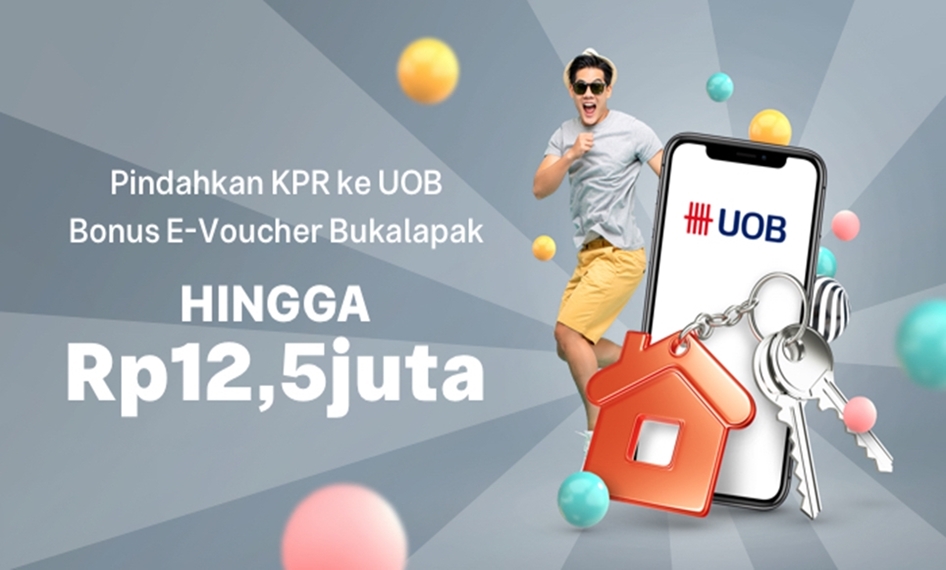 Pindahkan KPR ke UOB
Bonus E-Voucher Bukalapak
HINGGA
Rp12,5juta
UOB